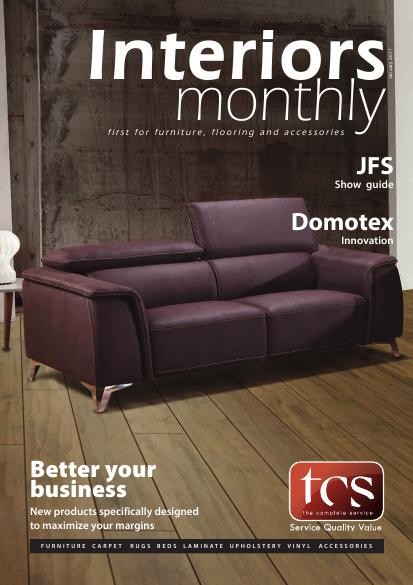 Interiors
monthly
January 2017
first for furniture, flooring and accessories
JFS
Show guide
Domotex
Innovation
Better your
business
New products specifically designed
to maximize your margins
tcs
the complete service
Service Quality Value
FURNITURE CARPET RUGS BEDS LAMINATE UPHOLSTERY VINYL ACCESSORIES